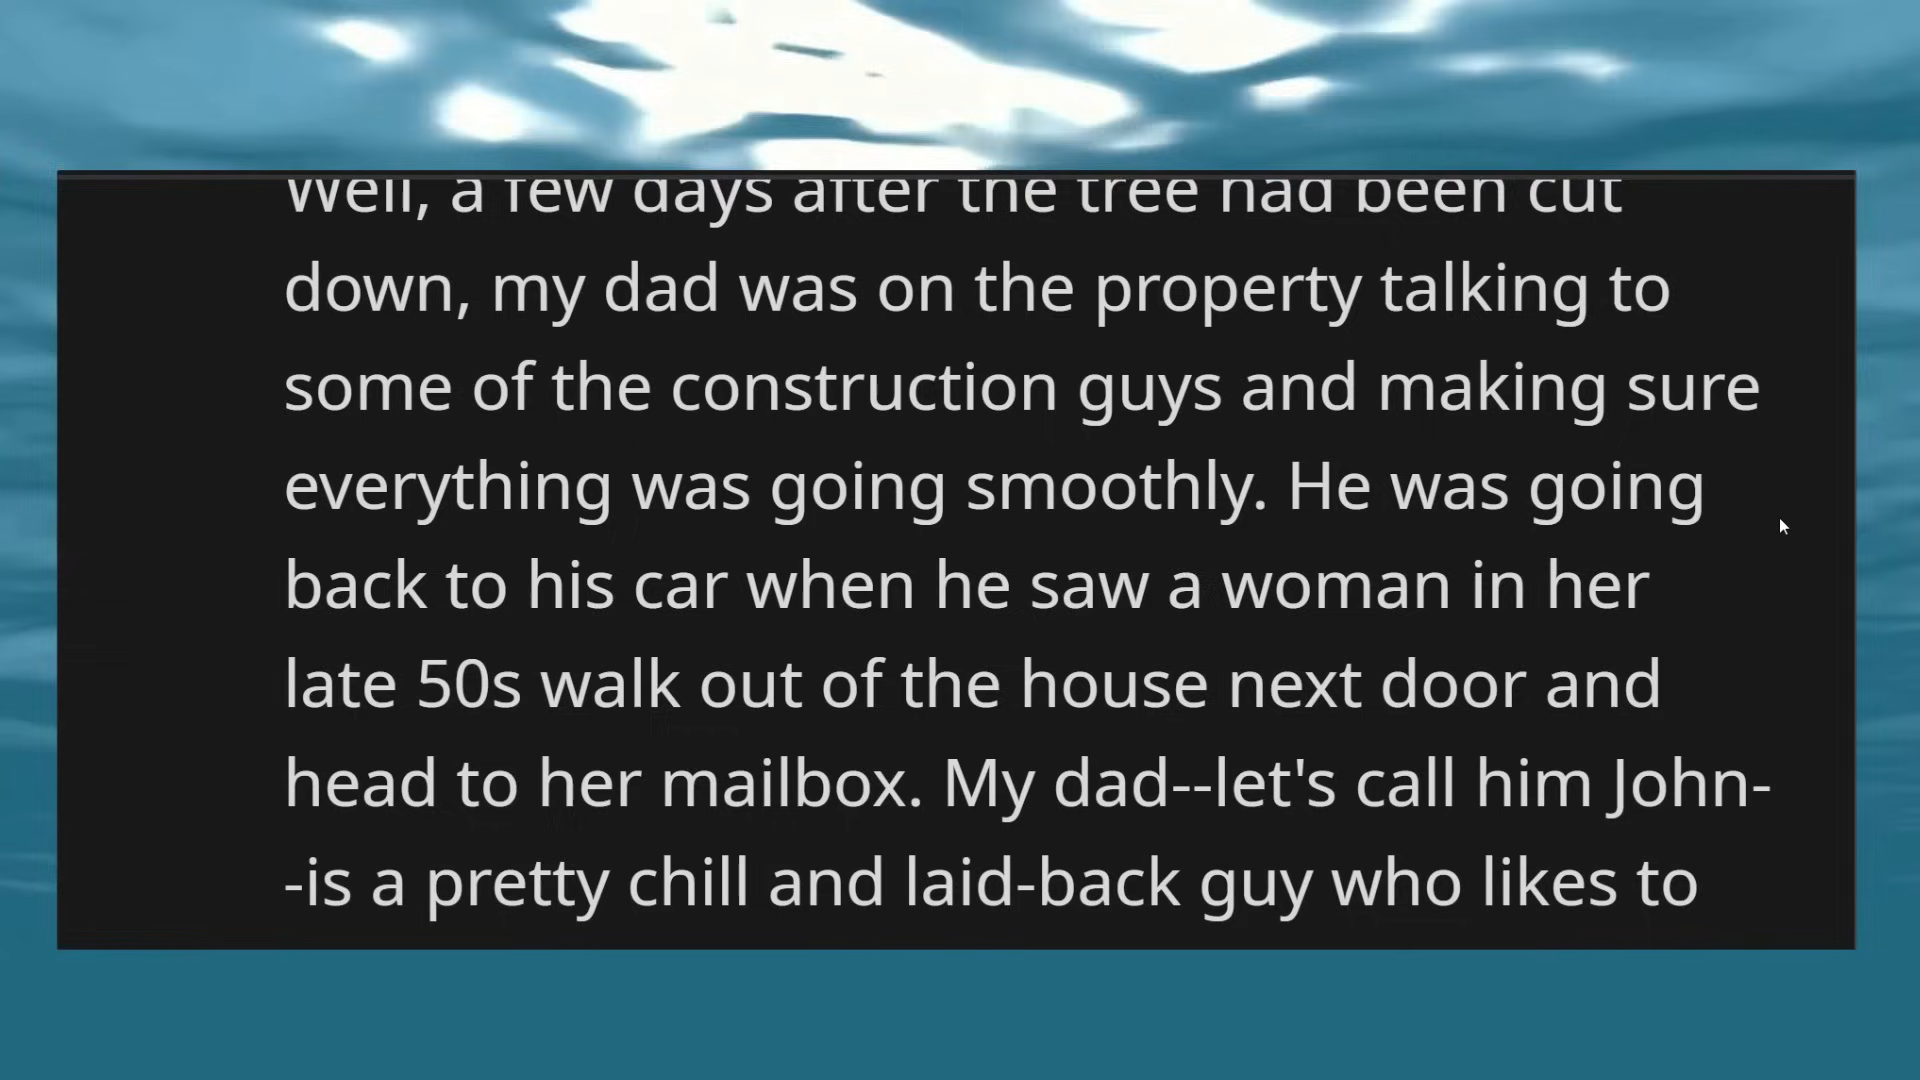 Well, a few days after the tree had been cut
down, my dad was on the property talking to
some of the construction guys and making sure
everything was going smoothly. He was going
back to his car when he saw a woman in her
late 50s walk out of the house next door and
head to her mailbox. My dad--let's call him John-
-is a pretty chill and laid-back guy who likes to